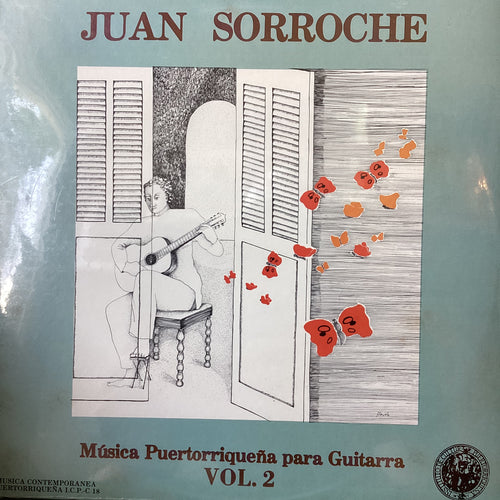 JUAN SORROCHE
Música Puertorriqueña para Guitarra
VOL. 2
MUSICA CONTEMPORANEA
PUERTORRIQUEÑA I.C.P.-C 18